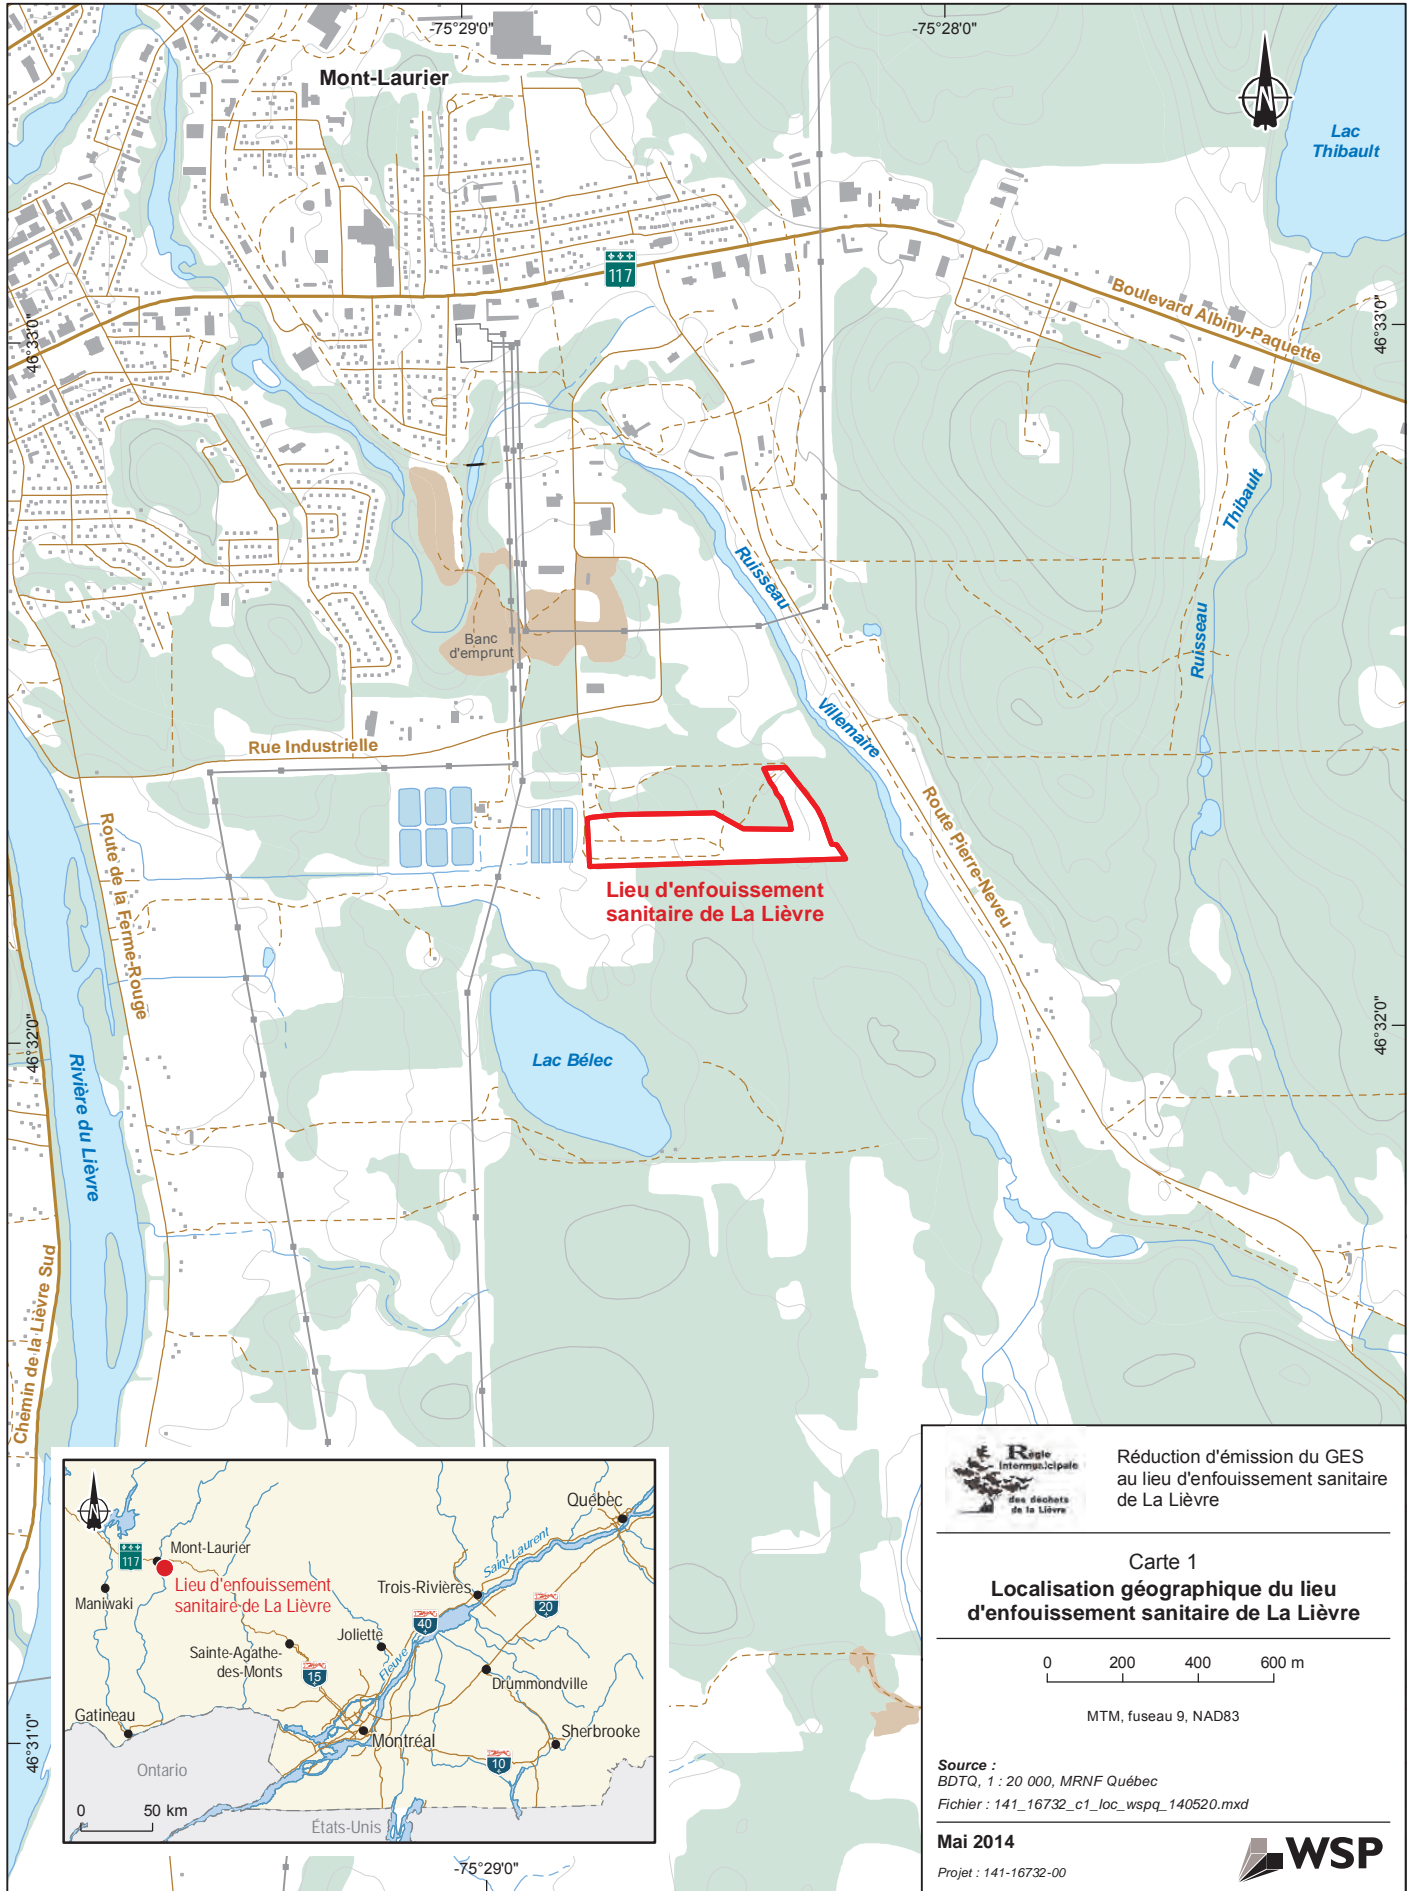 -75°29'0"
-75°28'0"
Mont-Laurier
N
Lac
Thibault
117
Boulevard Albiny-Paquette
46°33'0"
46°33'0"
Ruisseau
Thibault
Ruisseau
Villemaire
Banc
d'emprunt
Rue Industrielle
Route de la Ferme-Rouge
Route Pierre-Neveu
Lieu d'enfouissement
sanitaire de La Lièvre
46°32'0"
46°32'0"
Lac Bélec
Rivière du Lièvre
Chemin de la Lièvre Sud
46°31'0"
-75°29'0"
N
Québec
117
Mont-Laurier
Lieu d'enfouissement
sanitaire de La Lièvre
Maniwaki
Saint-Laurent
Trois-Rivières
20
40
Joliette
Sainte-Agathe-
des-Monts
15
Fleuve
Drummondville
Gatineau
Montréal
Sherbrooke
10
Ontario
0 50 km
États-Unis
Régie
Intermunicipale
des déchets
de la Lièvre
Réduction d'émission du GES
au lieu d'enfouissement sanitaire
de La Lièvre
Carte 1
Localisation géographique du lieu
d'enfouissement sanitaire de La Lièvre
0 200 400 600 m
MTM, fuseau 9, NAD83
Source :
BDTQ, 1 : 20 000, MRNF Québec
Fichier : 141_16732_c1_loc_wspq_140520.mxd
Mai 2014
Projet : 141-16732-00
WSP